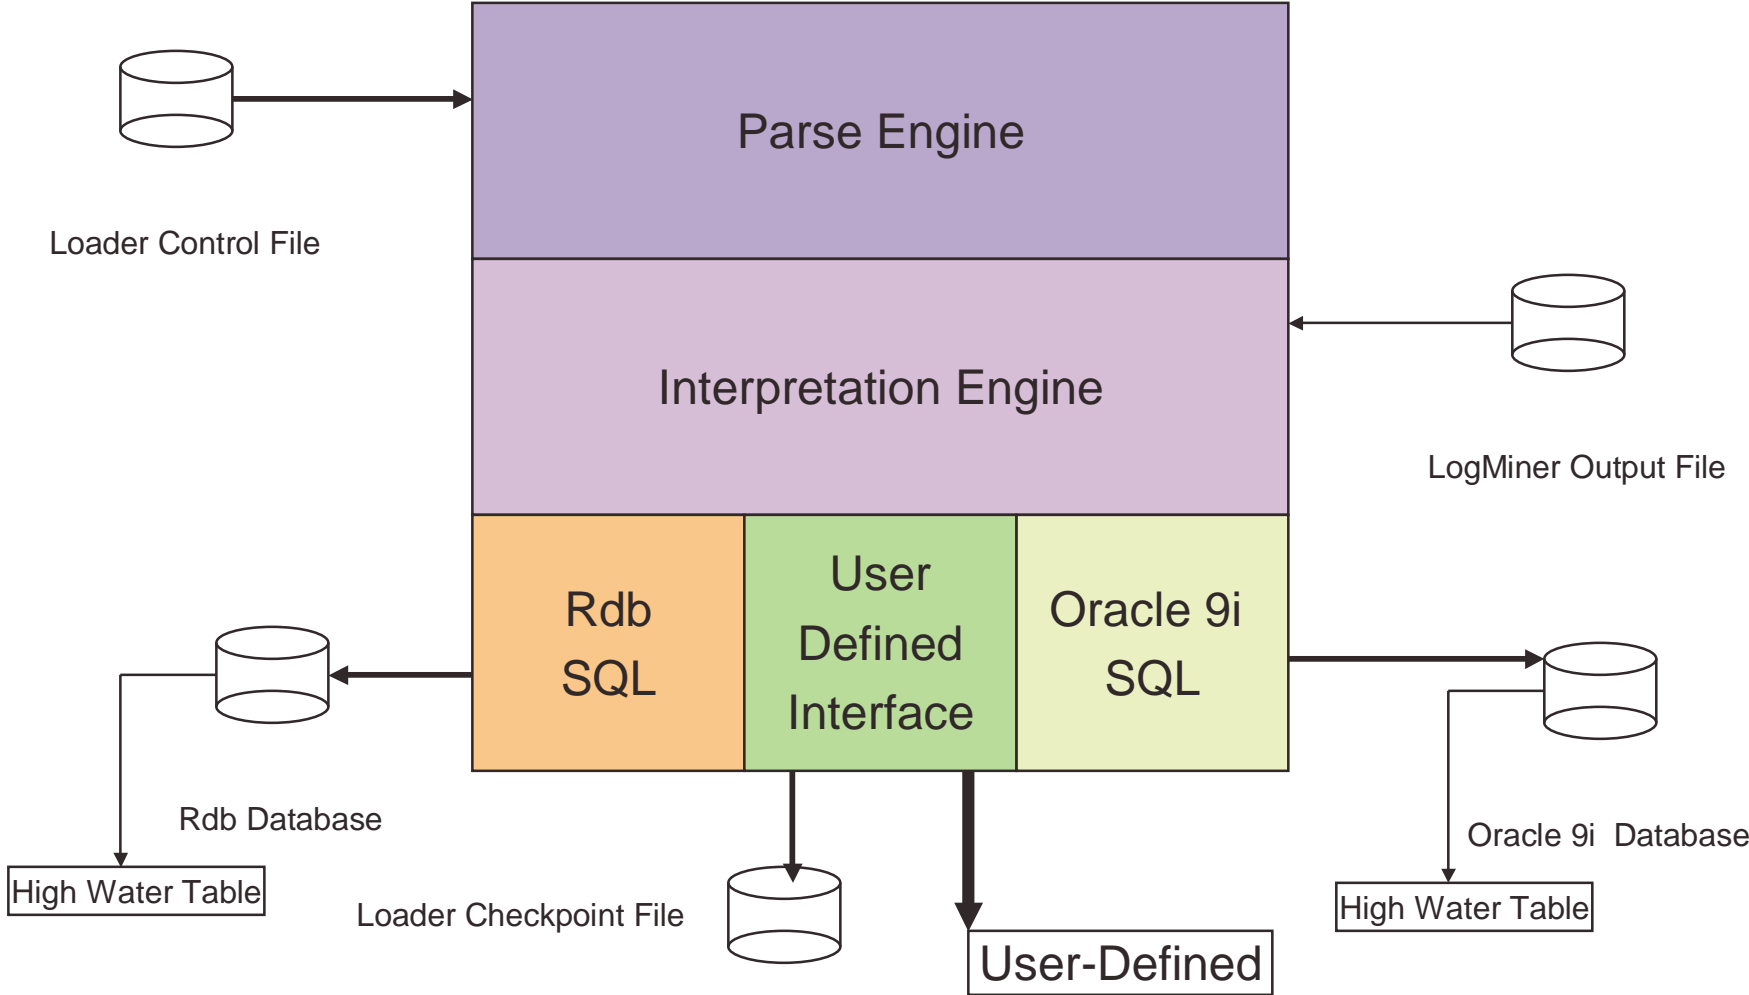 Parse Engine
Loader Control File
Interpretation Engine
LogMiner Output File
Rdb
SQL
User
Defined
Interface
Oracle 9i
SQL
Rdb Database
Oracle 9i  Database
High Water Table
Loader Checkpoint File
High Water Table
User-Defined